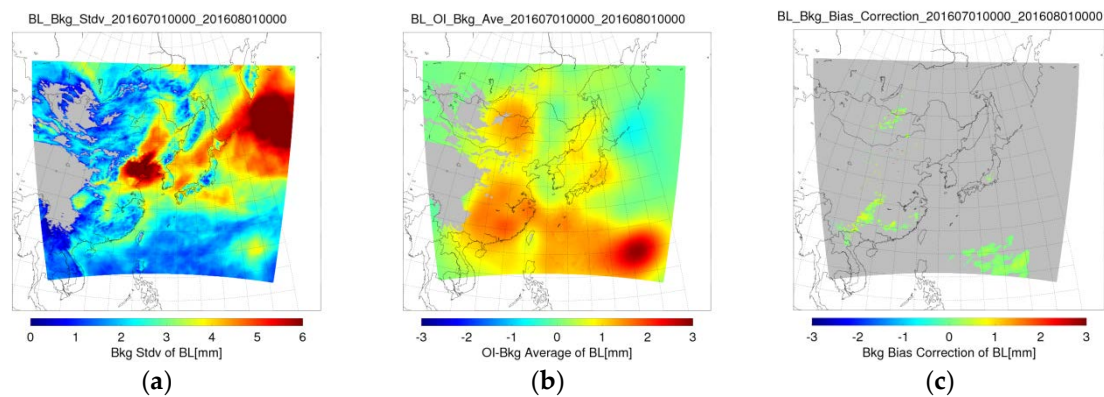 BL_Bkg_Stdv_201607010000_201608010000
0 1 2 3 4 5 6
Bkg Stdv of BL[mm]
(a)
BL_OI_Bkg_Ave_201607010000_201608010000
-3 -2 -1 0 1 2 3
OI-Bkg Average of BL[mm]
(b)
BL_Bkg_Bias_Correction_201607010000_201608010000
-3 -2 -1 0 1 2 3
Bkg Bias Correction of BL[mm]
(c)